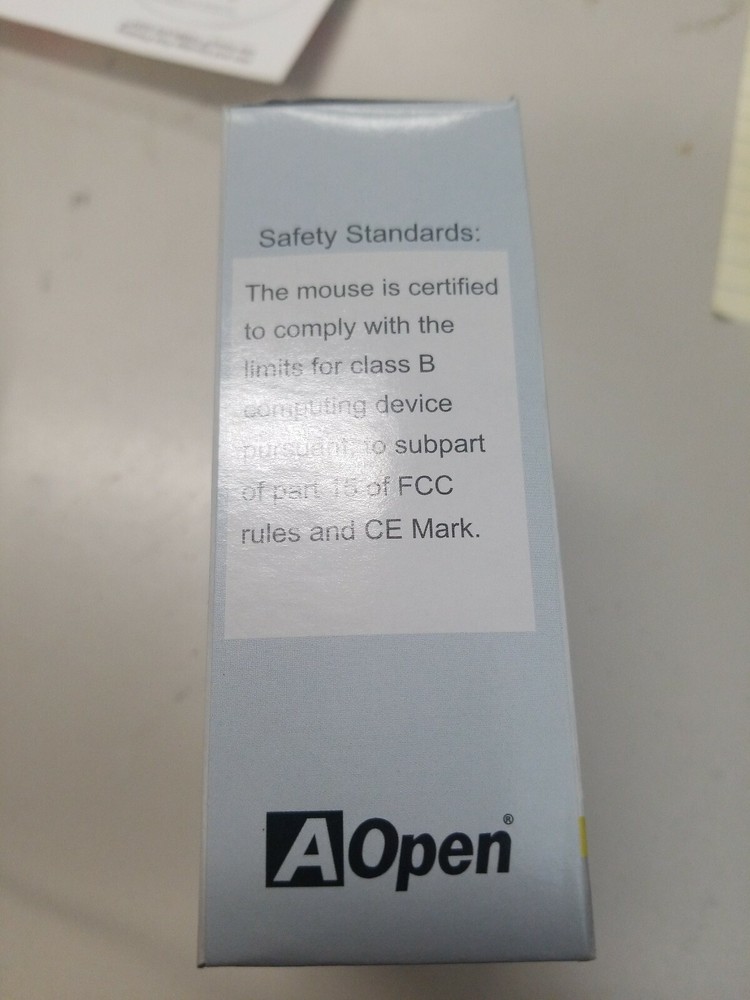 Safety Standards:
The mouse is certified
to comply with the
limits for class B
computing device
pursuant, to subpart
of part 15 of FCC
rules and CE Mark.
AOpen®